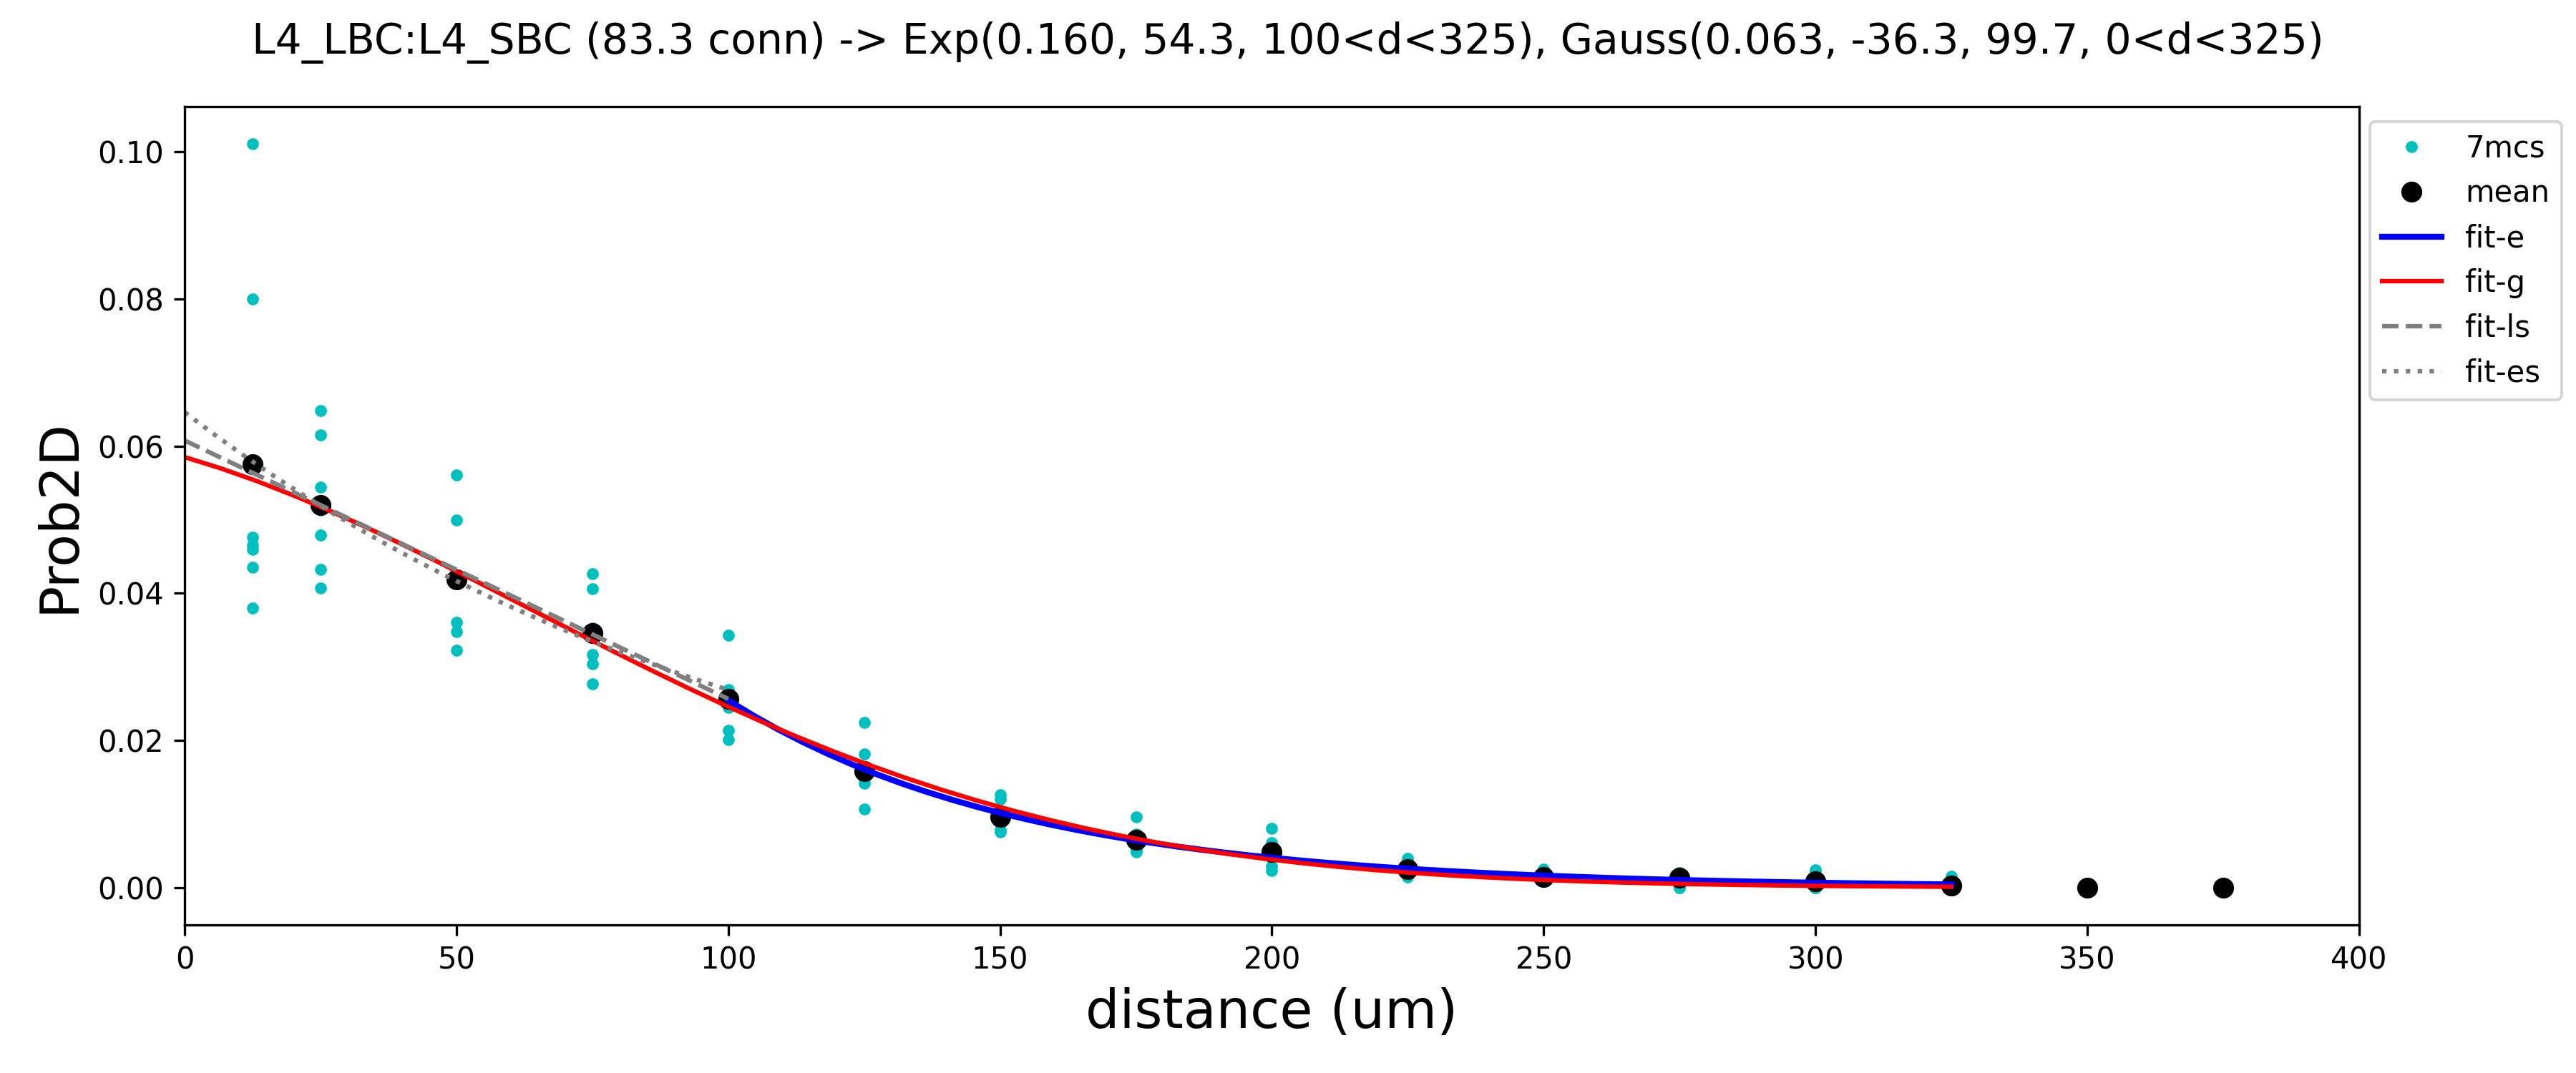 L4_LBC:L4_SBC (83.3 conn) -> Exp(0.160, 54.3, 100<d<325), Gauss(0.063, -36.3, 99.7, 0<d<325)
Prob2D
0.10
0.08
0.06
0.04
0.02
0.00
0 50 100 150 200 250 300 350 400
distance (um)
7mcs
mean
fit-e
fit-g
fit-ls
fit-es